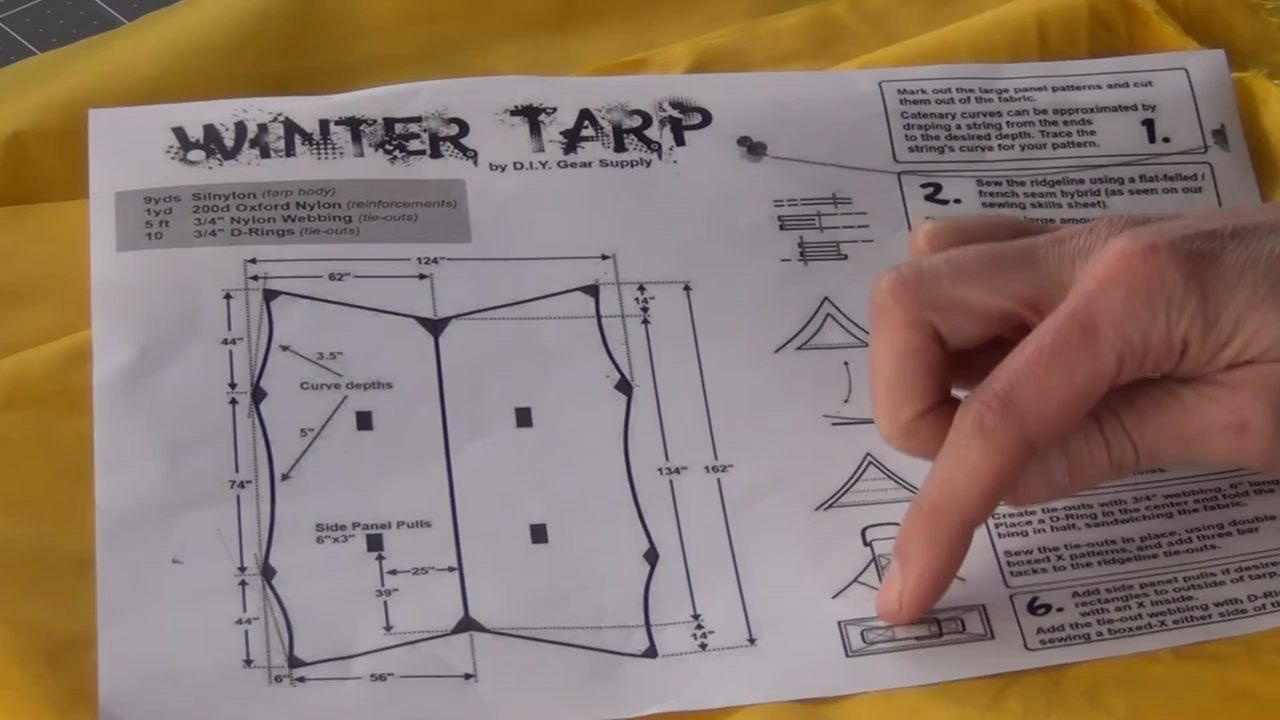 WINTER TARP
by D.I.Y. Gear Supply
9yds Silnylon (tarp body)
1yd 200d Oxford Nylon (reinforcements)
5 ft 3/4" Nylon Webbing (tie-outs)
10 3/4" D-Rings (tie-outs)
124"
62"
14"
44"
3.5"
Curve depths
5"
74"
134"
162"
Side Panel Pulls
6"x3"
25"
39"
44"
14"
6"
56"
Mark out the large panel patterns and cut
them out of the fabric.
Catenary curves can be approximated by
draping a string from the ends
to the desired depth. Trace the
string's curve for your pattern.
1.
2. Sew the ridgeline using a flat-felled /
french seam hybrid (as seen on our
sewing skills sheet).
large
Create tie-outs with 3/4" webbing, 6" long
Place a D-Ring in the center and fold the
bing in half, sandwiching the fabric.
Sew the tie-outs in place, using double
boxed X patterns, and add three bar
tacks to the ridgeline tie-outs.
6. Add side panel pulls if
rectangles to outside of tarp
with an X inside.
Add the tie-out webbing with
sewing a boxed-X either side of